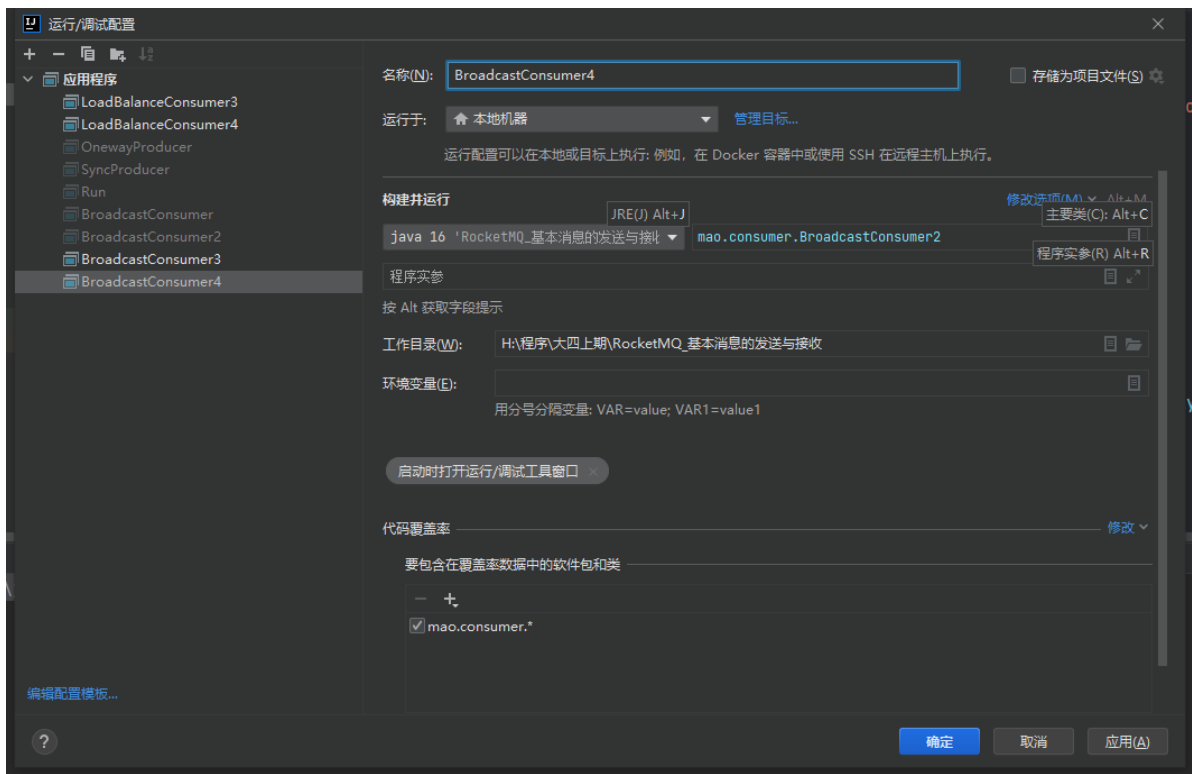 运行/调试配置
应用程序
LoadBalanceConsumer3
LoadBalanceConsumer4
OnewayProducer
SyncProducer
Run
BroadcastConsumer
BroadcastConsumer2
BroadcastConsumer3
BroadcastConsumer4
编辑配置模板...
名称(N): BroadcastConsumer4 存储为项目文件(S)
运行于: 本地机器 管理目标...
运行配置可以在本地或目标上执行: 例如，在 Docker 容器中或使用 SSH 在远程主机上执行。
构建并运行 修改选项(M) Alt+M
JRE(J) Alt+J 主要类(C): Alt+C
java 16 'RocketMQ_基本消息的发送与接收 mao.consumer.BroadcastConsumer2
程序实参(R) Alt+R
程序实参
按 Alt 获取字段提示
工作目录(W): H:\程序\大四上期\RocketMQ_基本消息的发送与接收
环境变量(E):
用分号分隔变量: VAR=value; VAR1=value1
启动时打开运行/调试工具窗口
代码覆盖率 修改
要包含在覆盖率数据中的软件包和类
mao.consumer.*
? 确定 取消 应用(A)